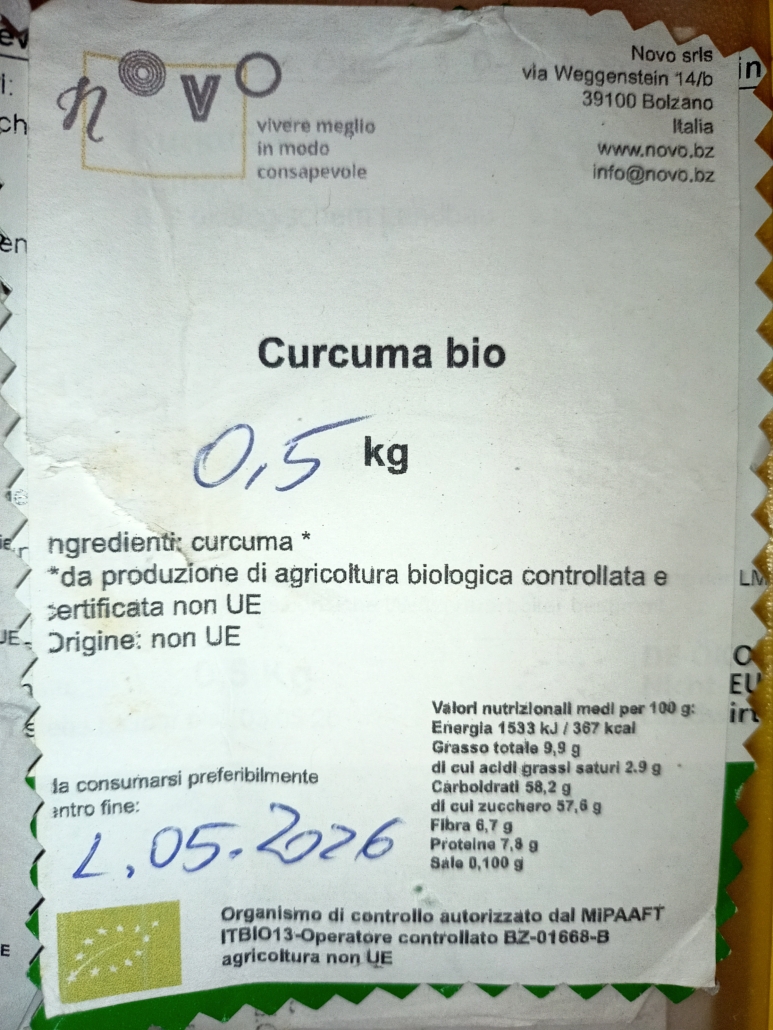 novo
vivere meglio
in modo
consapevole
Novo srls
via Weggenstein 14/b
39100 Bolzano
Italia
www.novo.bz
info@novo.bz
Curcuma bio
0,5 kg
ngredienti: curcuma *
*da produzione di agricoltura biologica controllata e
certificata non UE
Origine: non UE
Valori nutrizionali medi per 100 g:
Energia 1533 kJ / 367 kcal
Grasso totale 9,9 g
di cui acidi grassi saturi 2.9 g
Carboidrati 58,2 g
di cui zucchero 57,6 g
Fibra 6,7 g
Proteine 7,8 g
Sale 0,100 g
da consumarsi preferibilmente
entro fine:
05.2026
Organismo di controllo autorizzato dal MiPAAFT
ITBIO13-Operatore controllato BZ-01668-B
agricoltura non UE